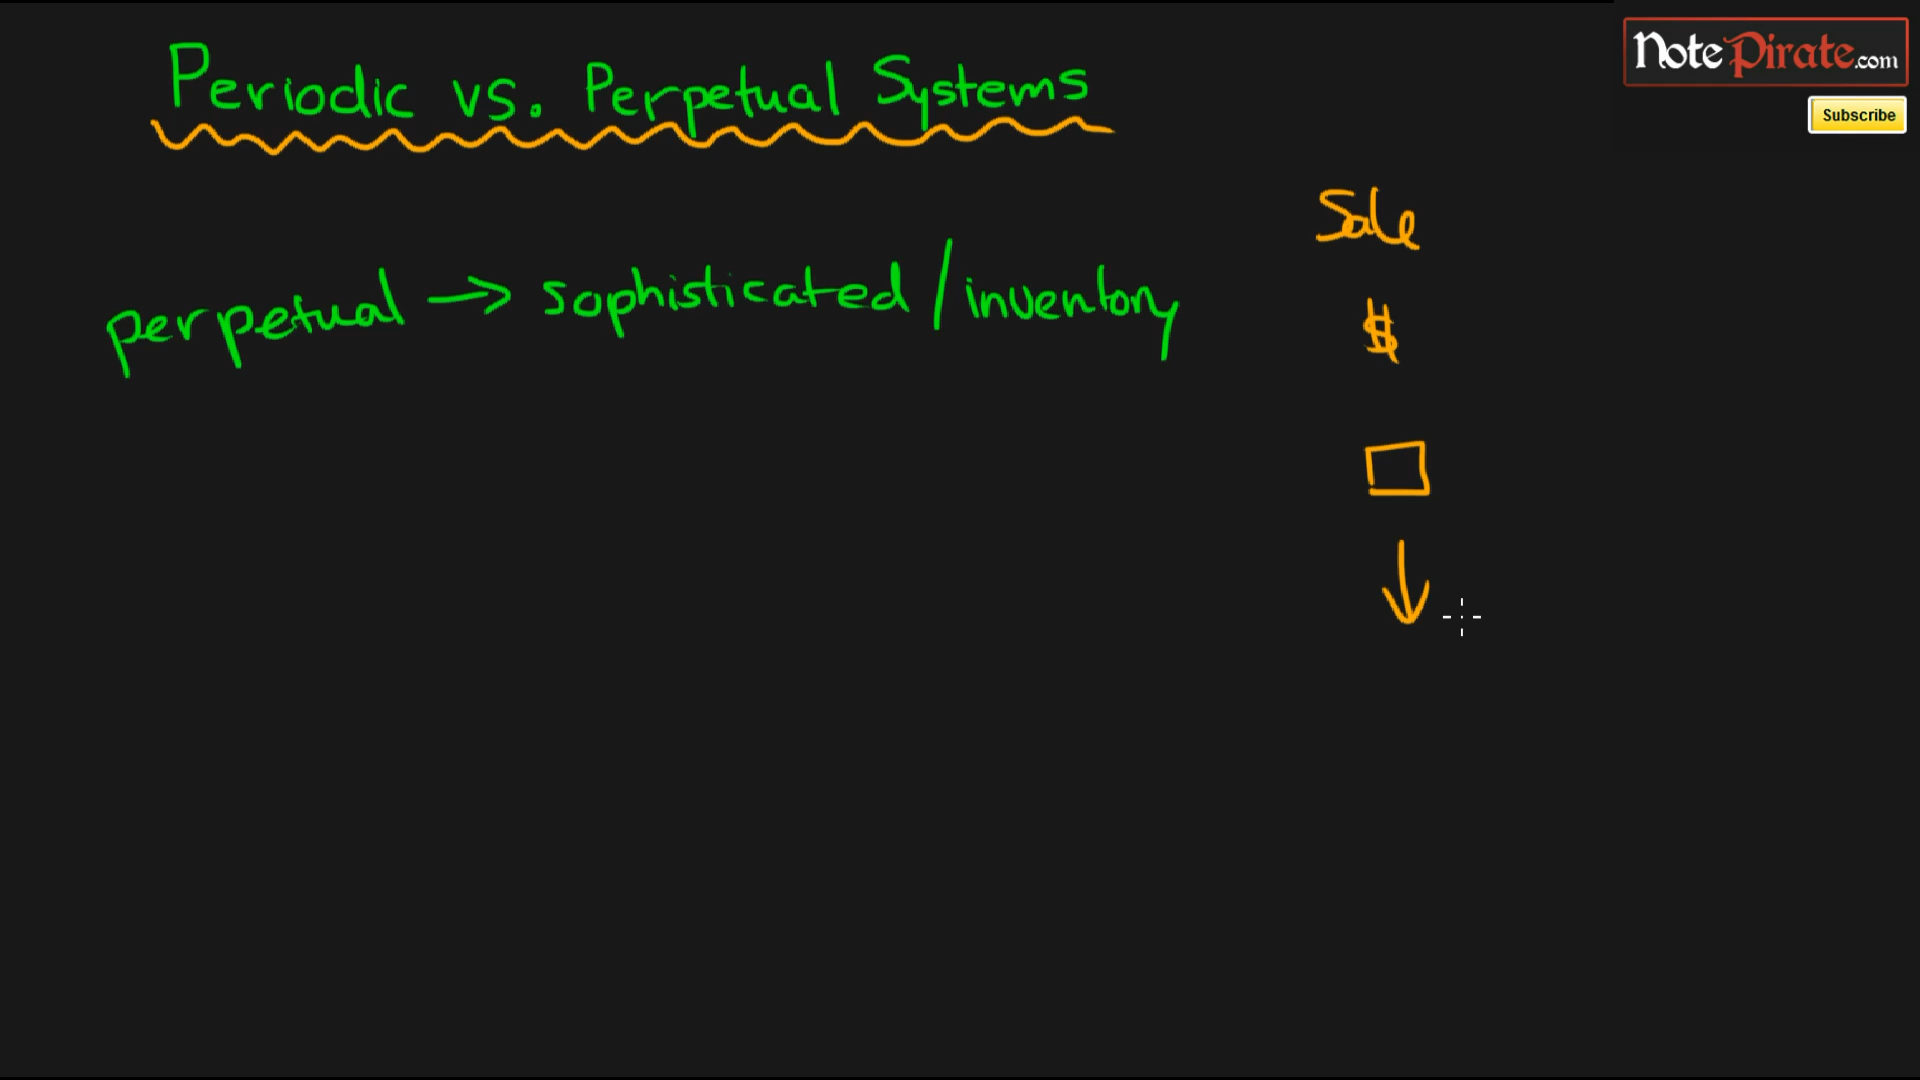 Periodic vs. Perpetual Systems
NotePirate.com
Subscribe
Sale
perpetual → sophisticated / inventory
$